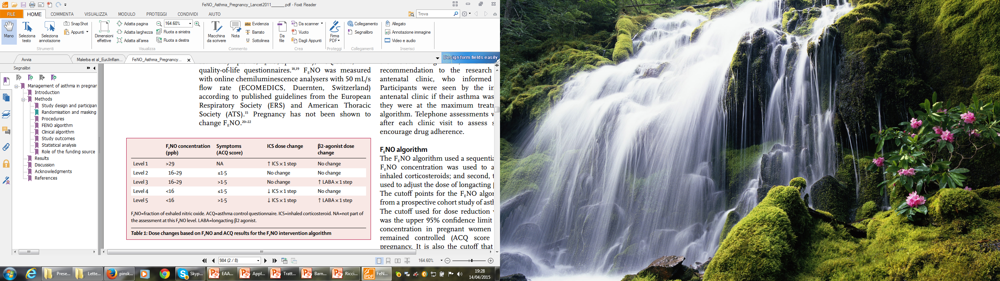 FeNO_Asthma_Pregnancy_Lancet2011______.pdf - Foxit Reader
FILE HOME COMMENTA VISUALIZZA MODULO PROTEGGI CONDIVIDI AIUTO
Trova
Mano
Seleziona testo
Seleziona annotazione
SnapShot
Appunti
Strumenti
Dimensioni effettive
Adatta pagina
Adatta larghezza
Adatta all'area
164.60%
Ruota a sinistra
Ruota a destra
Visualizza
Macchina da scrivere
Nota
abc Evidenzia
Barrato
Sottolinea
Commento
Da file
Da scanner
Vuoto
Dagli Appunti
Crea
Firma PDF
Proteggi
Collegamento
Segnalibro
Collegamenti
Allegato
Annotazione immagine
Video e audio
Inserisci
Avvia
Malerba et al_EurJInflam...
FeNO_Asthma_Pregnancy...
Design form fields easily
Segnalibri
Management of asthma in pregnan
Introduction
Methods
Study design and participan
Randomisation and masking
Procedures
FENO algorithm
Clinical algorithm
Study outcomes
Statistical analysis
Role of the funding source
Results
Discussion
Acknowledgments
References
quality-of-life questionnaires.18,19 FENO was measured
with online chemiluminescence analysers with 50 mL/s
flow rate (ECOMEDICS, Duernten, Switzerland)
according to published guidelines from the European
Respiratory Society (ERS) and American Thoracic
Society (ATS).15 Pregnancy has not been shown to
change FENO.20–22
FENO concentration (ppb) Symptoms (ACQ score) ICS dose change β2-agonist dose change
Level 1 >29 NA ↑ ICS × 1 step No change
Level 2 16–29 ≤1·5 No change No change
Level 3 16–29 >1·5 No change ↑ LABA × 1 step
Level 4 <16 ≤1·5 ↓ ICS × 1 step No change
Level 5 <16 >1·5 ↓ ICS × 1 step ↑ LABA × 1 step
FENO=fraction of exhaled nitric oxide. ACQ=asthma control questionnaire. ICS=inhaled corticosteroid. NA=not part of
the assessment at this FENO level. LABA=longacting β2 agonist.
Table 1: Dose changes based on FENO and ACQ results for the FENO intervention algorithm
recommendation to the research
antenatal clinic, who informed
Participants were seen by the in
antenatal clinic if their asthma was
they were at the maximum treatr
algorithm. Telephone assessments
after each clinic visit to assess s
encourage drug adherence.
FENO algorithm
The FENO algorithm used a sequentia
FENO concentration was used to a
inhaled corticosteroids; and second, t
used to adjust the dose of longacting
The cutoff points for the FENO algor
from a prospective cohort study of ast
The cutoff used for dose reduction
was the upper 95% confidence limit
concentration in pregnant women
remained controlled (ACQ score
pregnancy. It is also the cutoff that
984 (2 / 8)
164.60%
Prese...
Lette...
pinsk...
Skyp...
EAA...
Appl...
Tratt...
Barn...
Ricci...
FeN...
19:28
14/04/2015